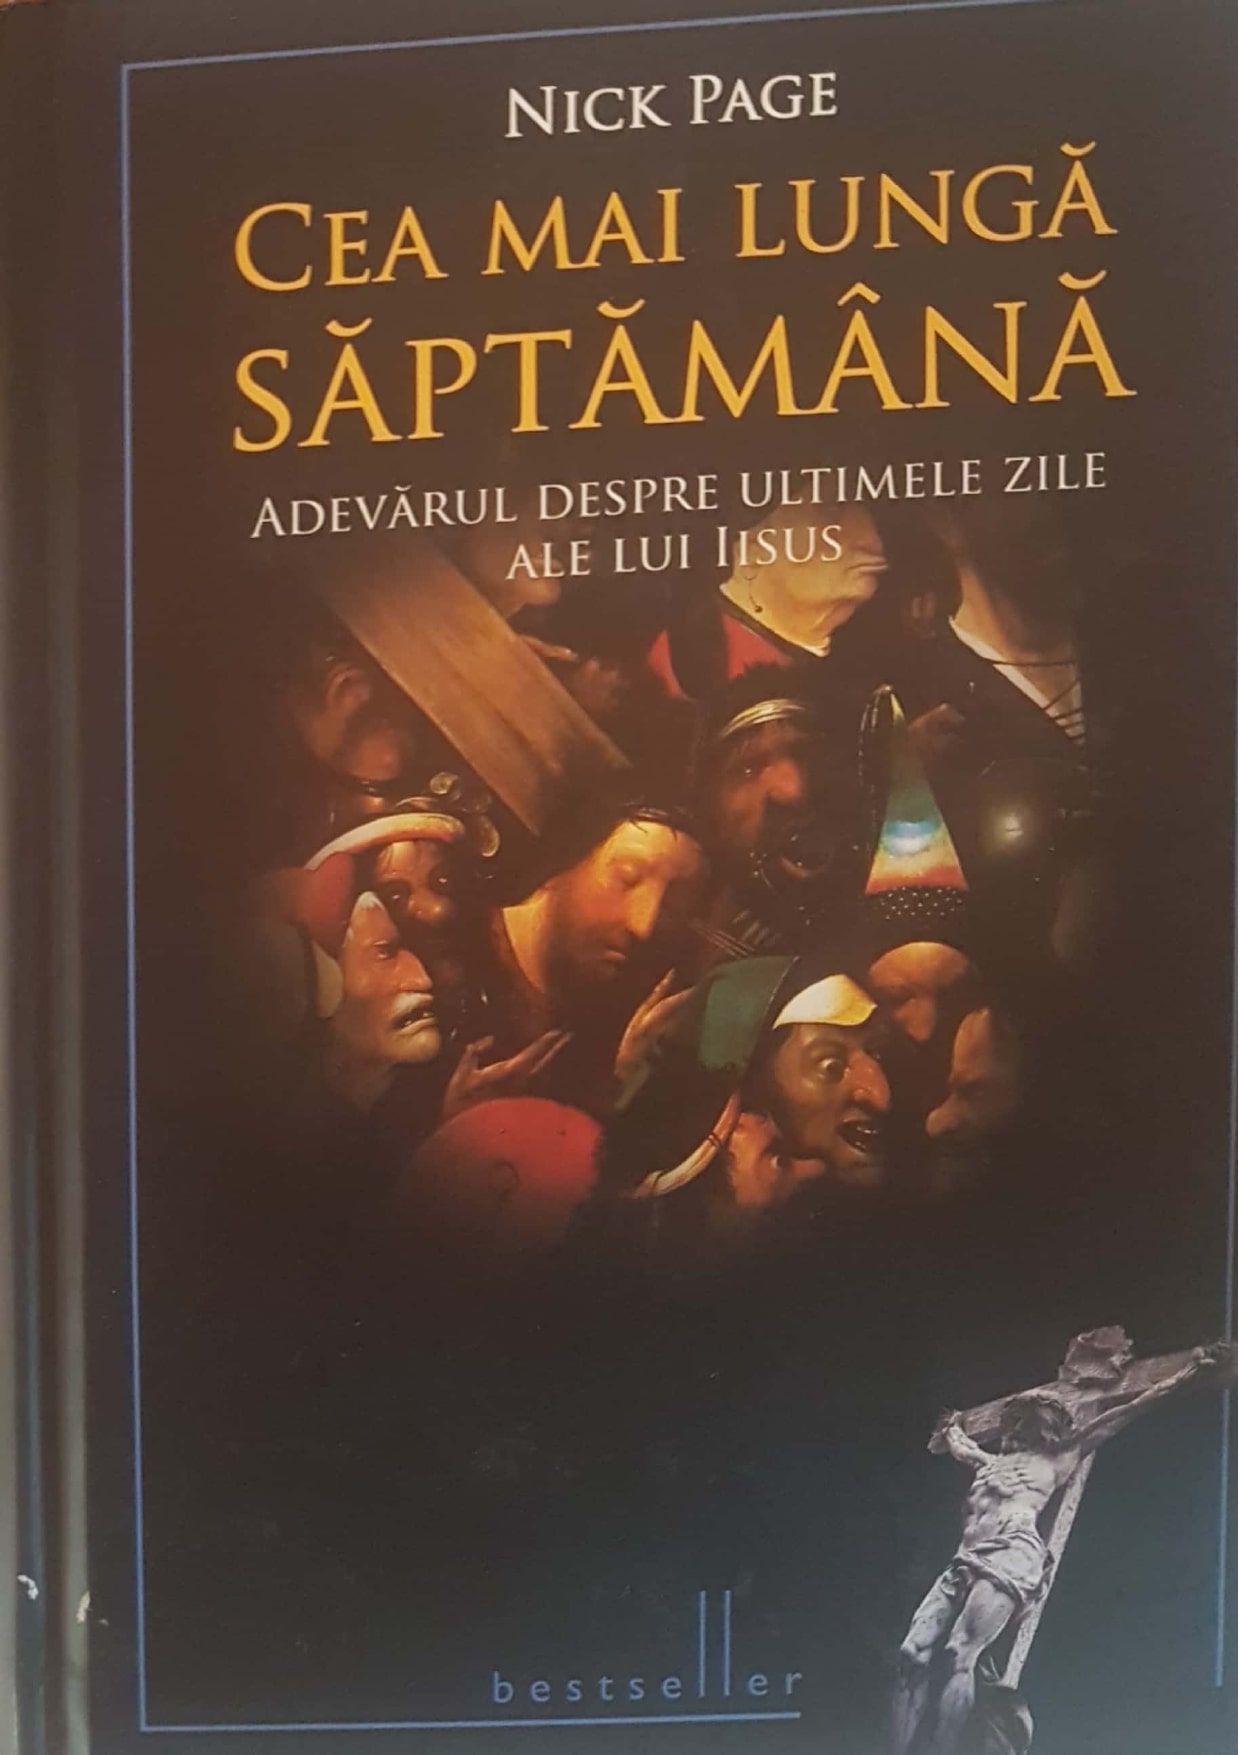 NICK PAGE
CEA MAI LUNGĂ
SĂPTĂMÂNĂ
ADEVĂRUL DESPRE ULTIMELE ZILE
ALE LUI IISUS
bestseller